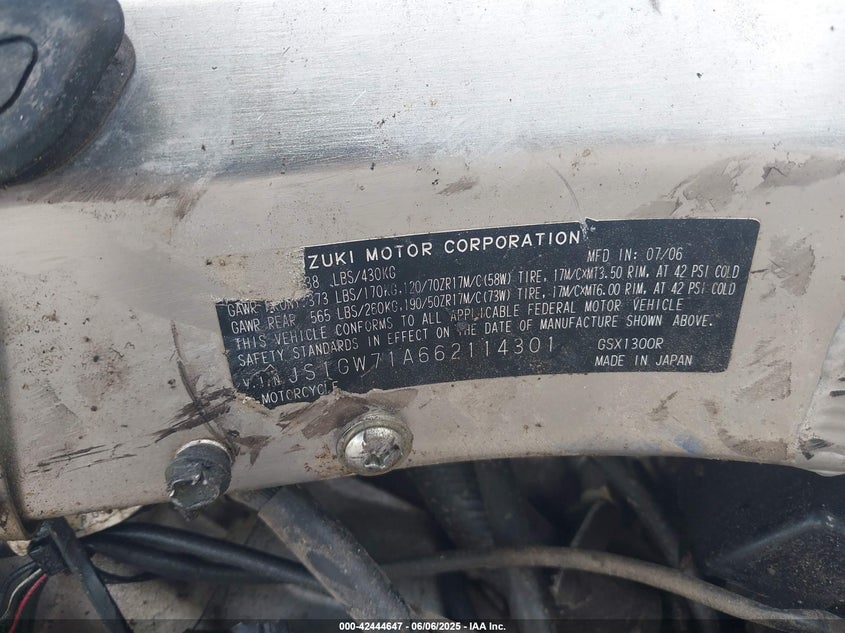 ZUKI MOTOR CORPORATION
MFD IN: 07/06
38 LBS/430KG
GAWR FRONT 373 LBS/170KG,120/70ZR17M/C(58W) TIRE, 17M/CXMT3.50 RIM, AT 42 PSI COLD
GAWR REAR 565 LBS/260KG,190/50ZR17M/C(73W) TIRE, 17M/CXMT6.00 RIM, AT 42 PSI COLD
THIS VEHICLE CONFORMS TO ALL APPLICABLE FEDERAL MOTOR VEHICLE
SAFETY STANDARDS IN EFFECT ON THE DATE OF MANUFACTURE SHOWN ABOVE.
V.I.N. JS1GW71A662114301 GSX1300R
MOTORCYCLE MADE IN JAPAN
000-42444647 - 06/06/2025 - IAA Inc.